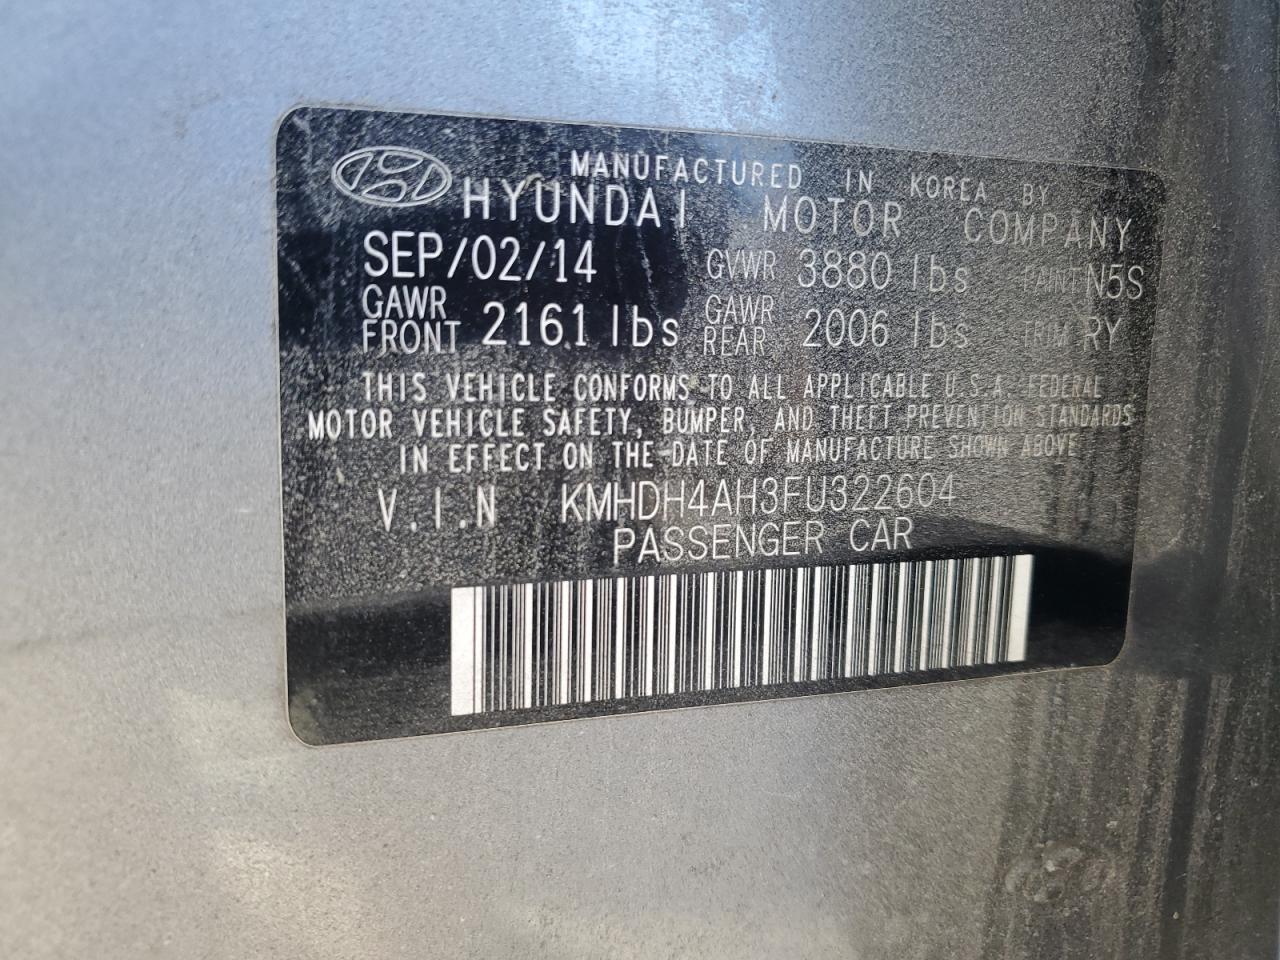 MANUFACTURED IN KOREA BY
HYUNDAI MOTOR COMPANY
SEP/02/14 GVWR 3880 lbs PAINT N5S
GAWR FRONT 2161 lbs GAWR REAR 2006 lbs TRIM RY
THIS VEHICLE CONFORMS TO ALL APPLICABLE U.S.A. FEDERAL
MOTOR VEHICLE SAFETY, BUMPER, AND THEFT PREVENTION STANDARDS
IN EFFECT ON THE DATE OF MANUFACTURE SHOWN ABOVE
V.I.N KMHDH4AH3FU322604
PASSENGER CAR